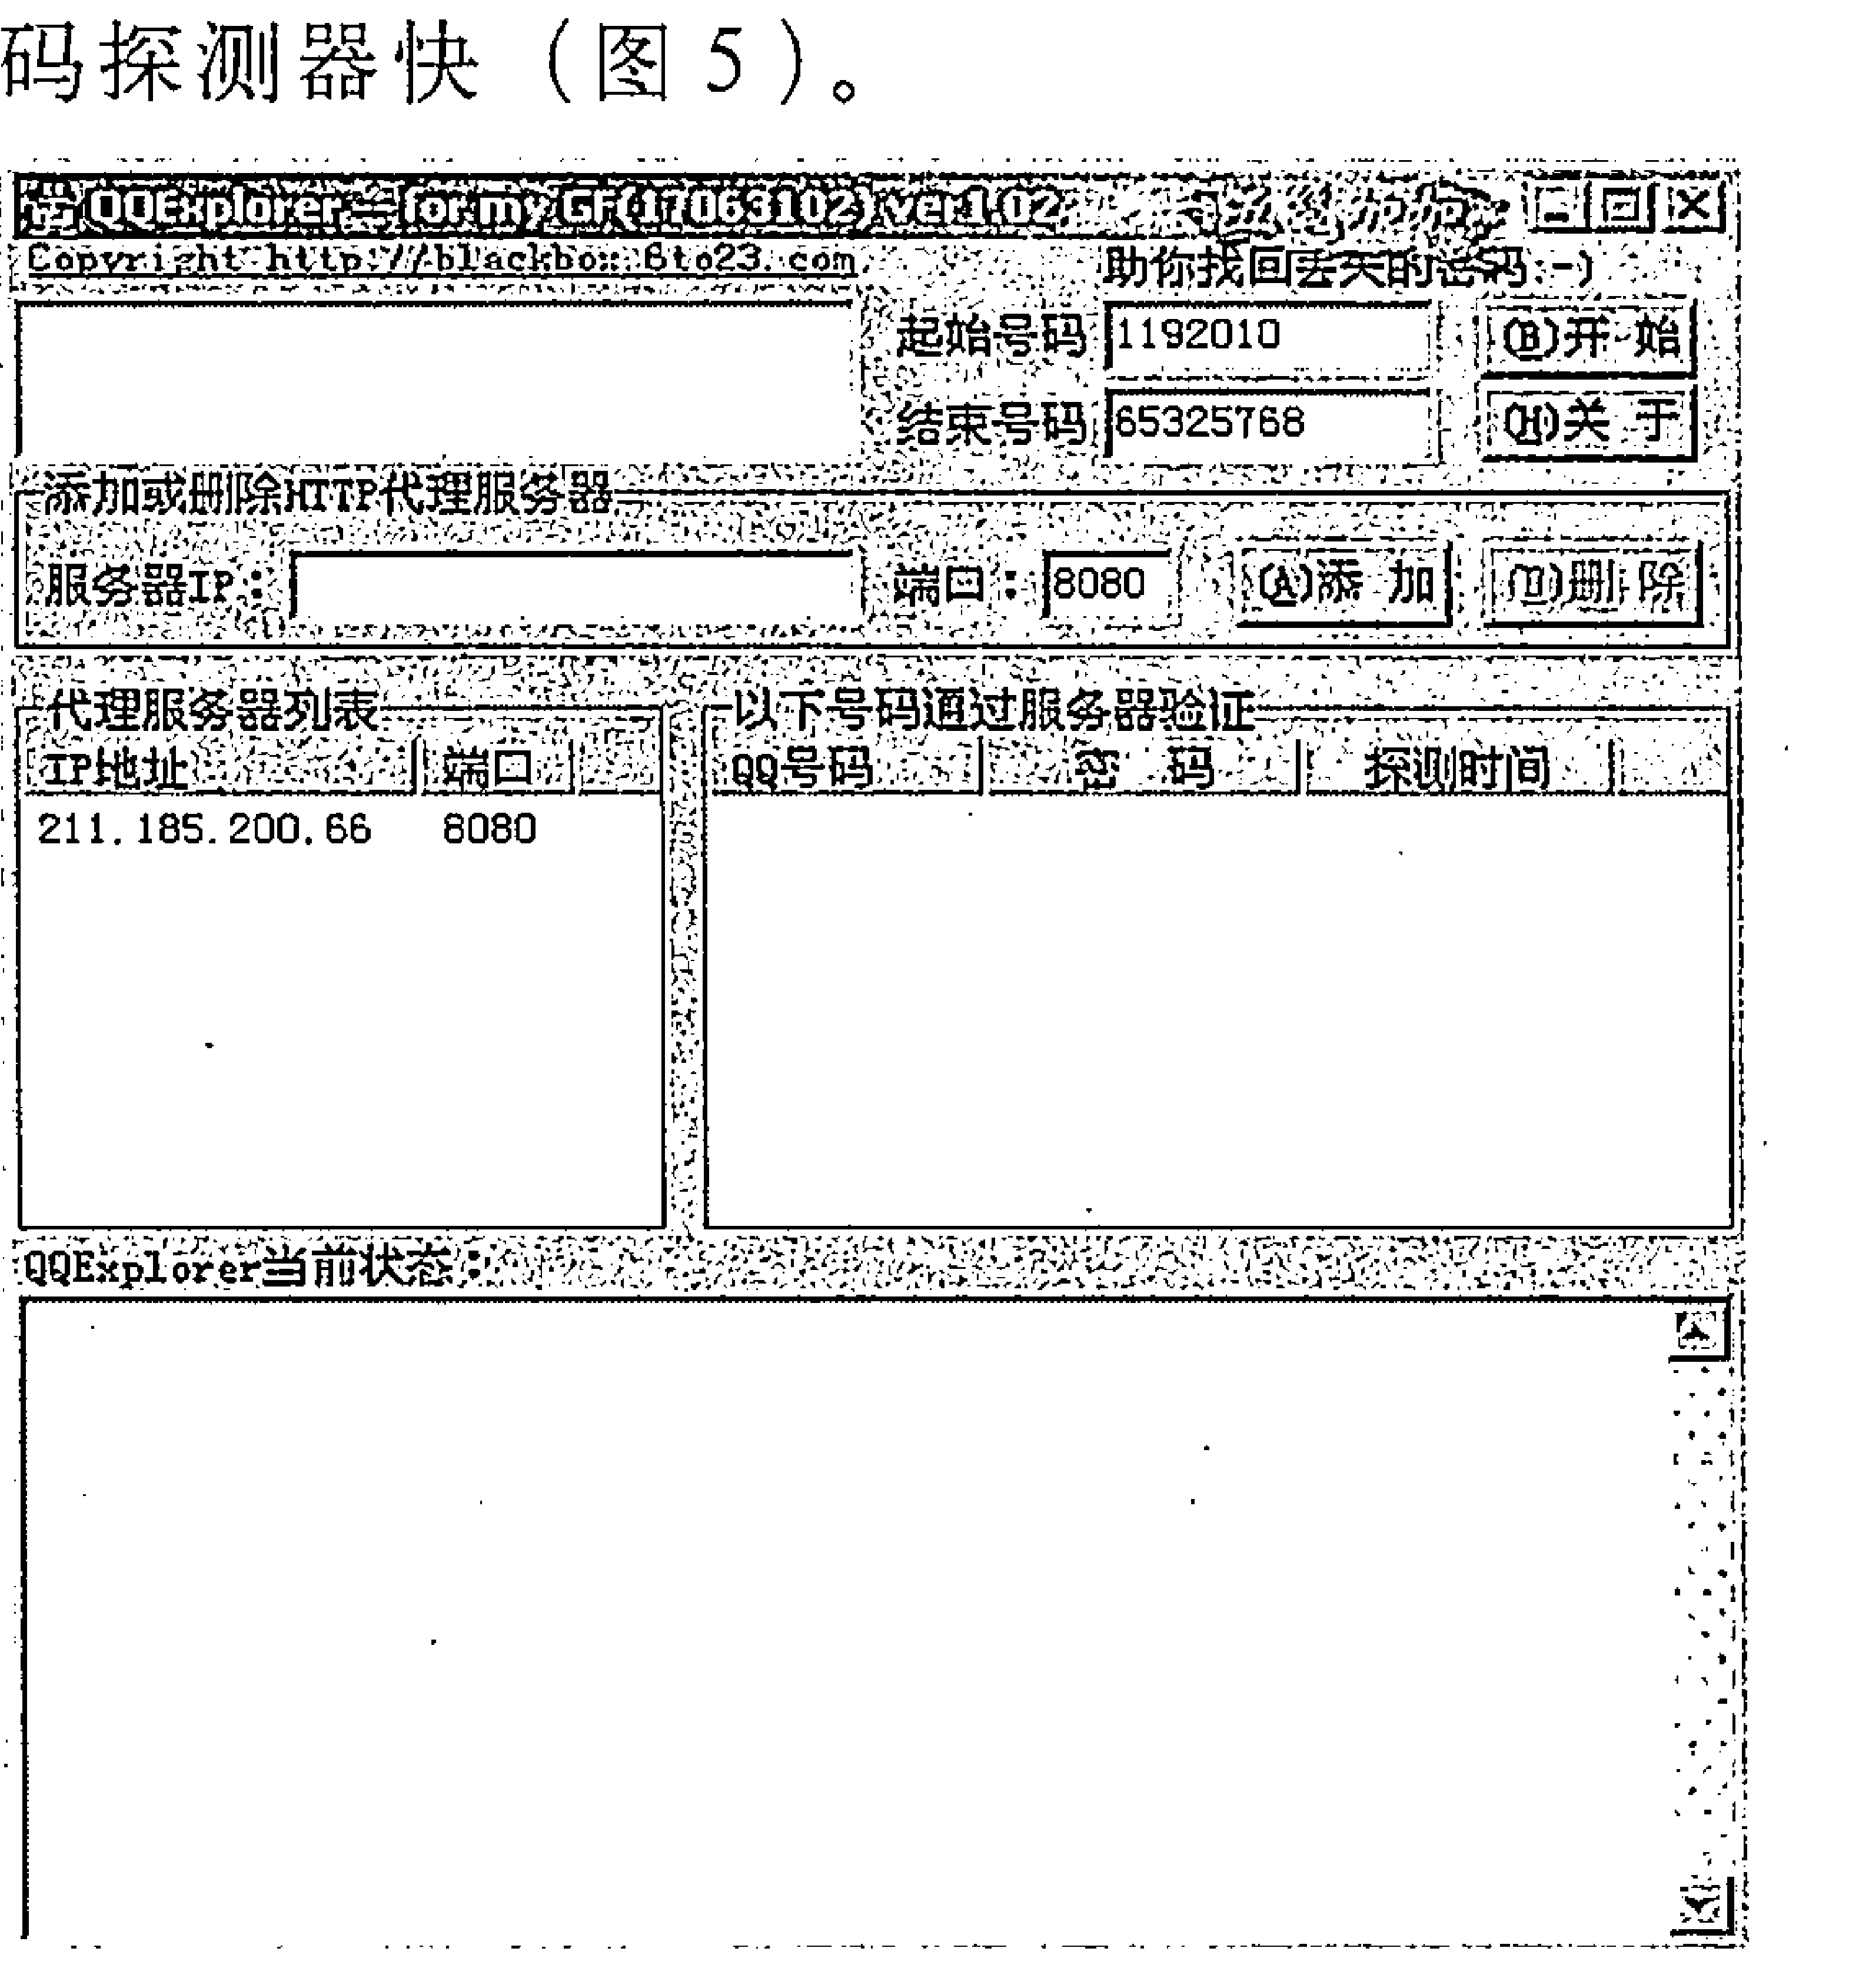 码探测器快（图 5）。
QQExplorer for my GF(17063102) ver1.02
Copyright http://blackbox.6to23.com
助你找回丢失的密码:-)
起始号码 1192010 (B)开 始
结束号码 65325768 (H)关 于
添加或删除HTTP代理服务器
服务器IP： 端口： 8080 (A)添 加 删 除
代理服务器列表 以下号码通过服务器验证
IP地址 端口 QQ号码 密 码 探测时间
211.185.200.66 8080
QQExplorer当前状态：